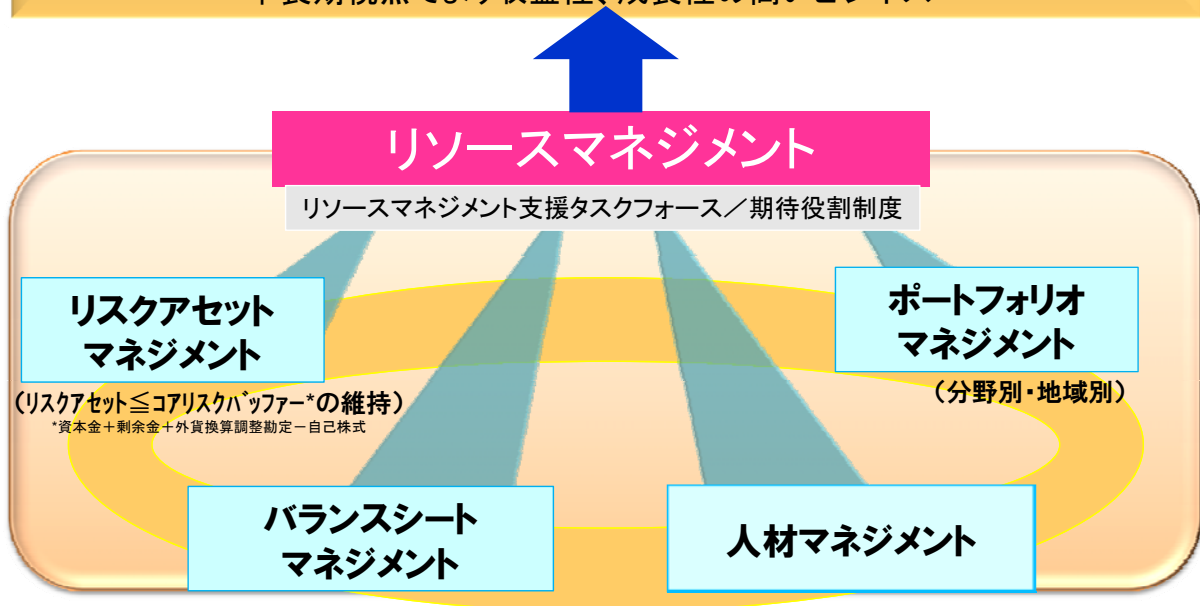 リソースマネジメント
リソースマネジメント支援タスクフォース／期待役割制度
リスクアセット
マネジメント
（リスクアセット≦コアリスクバッファー*の維持）
*資本金＋剰余金＋外貨換算調整勘定－自己株式
ポートフォリオ
マネジメント
（分野別・地域別）
バランスシート
マネジメント
人材マネジメント